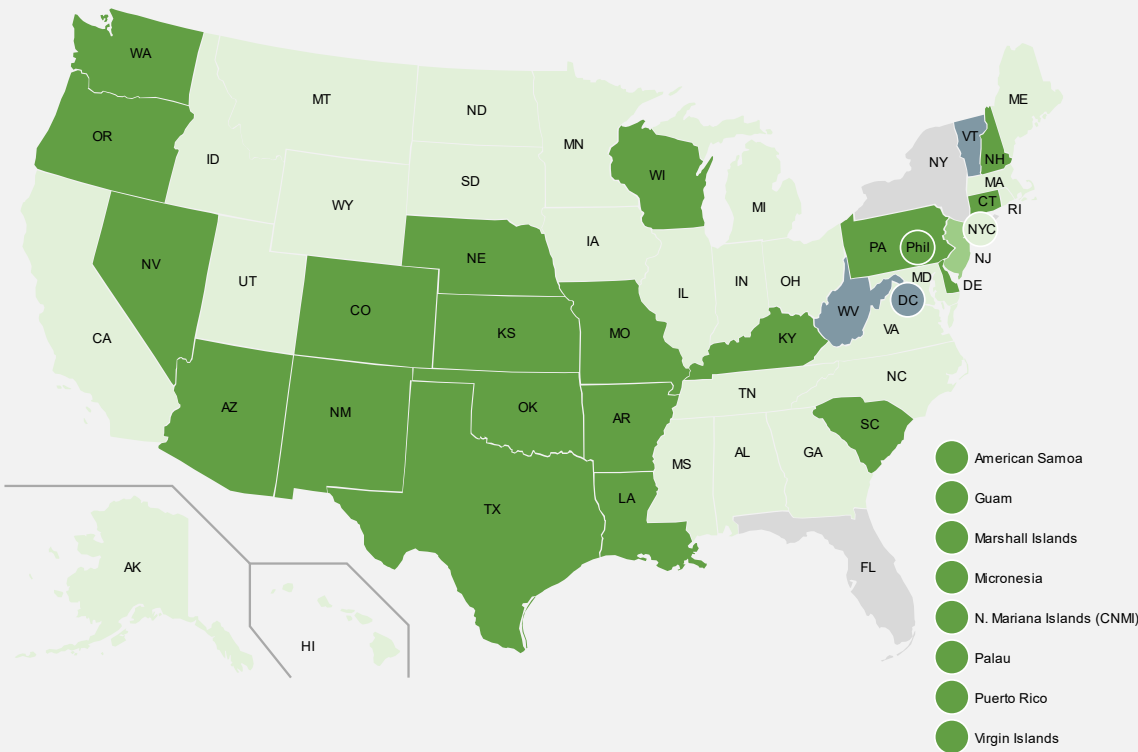 WA
MT
ND
ME
OR
ID
MN
VT
NH
NY
SD
WI
MA
WY
MI
CT
RI
NYC
IA
PA
Phil
NE
NJ
NV
UT
OH
IN
MD
DE
IL
CO
WV
DC
KS
MO
KY
VA
CA
NC
TN
AZ
NM
OK
AR
SC
MS
AL
GA
American Samoa
LA
Guam
TX
Marshall Islands
AK
FL
Micronesia
N. Mariana Islands (CNMI)
HI
Palau
Puerto Rico
Virgin Islands